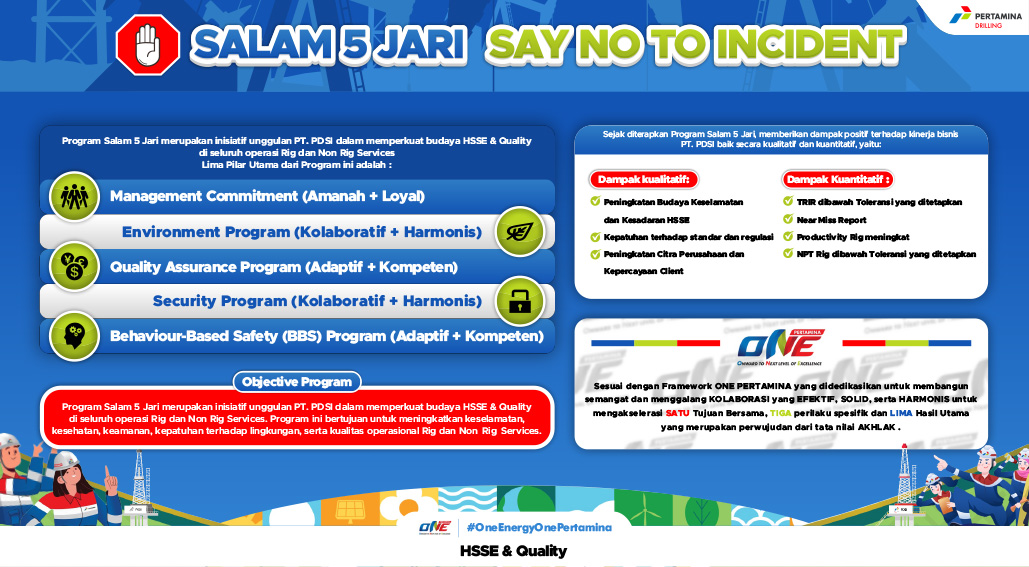 SALAM 5 JARI SAY NO TO INCIDENT
PERTAMINA
DRILLING
Program Salam 5 Jari merupakan inisiatif unggulan PT. PDSI dalam memperkuat budaya HSSE & Quality
di seluruh operasi Rig dan Non Rig Services
Lima Pilar Utama dari Program ini adalah :
Management Commitment (Amanah + Loyal)
Environment Program (Kolaboratif + Harmonis)
Quality Assurance Program (Adaptif + Kompeten)
Security Program (Kolaboratif + Harmonis)
Behaviour-Based Safety (BBS) Program (Adaptif + Kompeten)
Objective Program
Program Salam 5 Jari merupakan inisiatif unggulan PT. PDSI dalam memperkuat budaya HSSE & Quality
di seluruh operasi Rig dan Non Rig Services. Program ini bertujuan untuk meningkatkan keselamatan,
kesehatan, keamanan, kepatuhan terhadap lingkungan, serta kualitas operasional Rig dan Non Rig Services.
Sejak diterapkan Program Salam 5 Jari, memberikan dampak positif terhadap kinerja bisnis
PT. PDSI baik secara kualitatif dan kuantitatif, yaitu:
Dampak kualitatif:
Peningkatan Budaya Keselamatan
dan Kesadaran HSSE
Kepatuhan terhadap standar dan regulasi
Peningkatan Citra Perusahaan dan
Kepercayaan Client
Dampak Kuantitatif :
TRIR dibawah Toleransi yang ditetapkan
Near Miss Report
Productivity Rig meningkat
NPT Rig dibawah Toleransi yang ditetapkan
PERTAMINA
ONE
ONWARD TO NEXT LEVEL OF EXCELLENCE
Sesuai dengan Framework ONE PERTAMINA yang didedikasikan untuk membangun
semangat dan menggalang KOLABORASI yang EFEKTIF, SOLID, serta HARMONIS untuk
mengakselerasi SATU Tujuan Bersama, TIGA perilaku spesifik dan LIMA Hasil Utama
yang merupakan perwujudan dari tata nilai AKHLAK .
ONE
#OneEnergyOnePertamina
HSSE & Quality